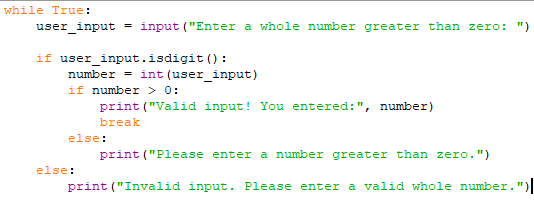 while True:
    user_input = input("Enter a whole number greater than zero: ")
    if user_input.isdigit():
        number = int(user_input)
        if number > 0:
            print("Valid input! You entered:", number)
            break
        else:
            print("Please enter a number greater than zero.")
    else:
        print("Invalid input. Please enter a valid whole number.")